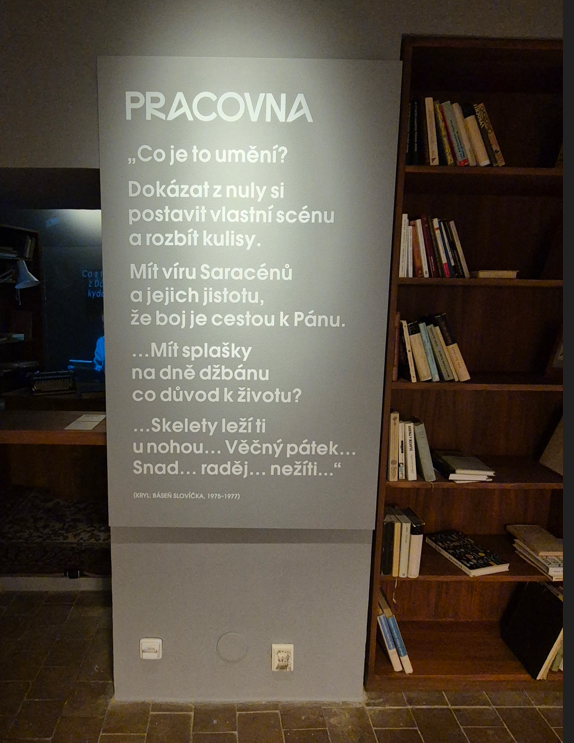 PRACOVNA
„Co je to umění?
Dokázat z nuly si
postavit vlastní scénu
a rozbít kulisy.
Mít víru Saracénů
a jejich jistotu,
že boj je cestou k Pánu.
...Mít splašky
na dně džbánu
co důvod k životu?
...Skelety leží ti
u nohou... Věčný pátek...
Snad... raděj... nežíti...“
(KRYL: BÁSEŇ SLOVÍČKA, 1975–1977)